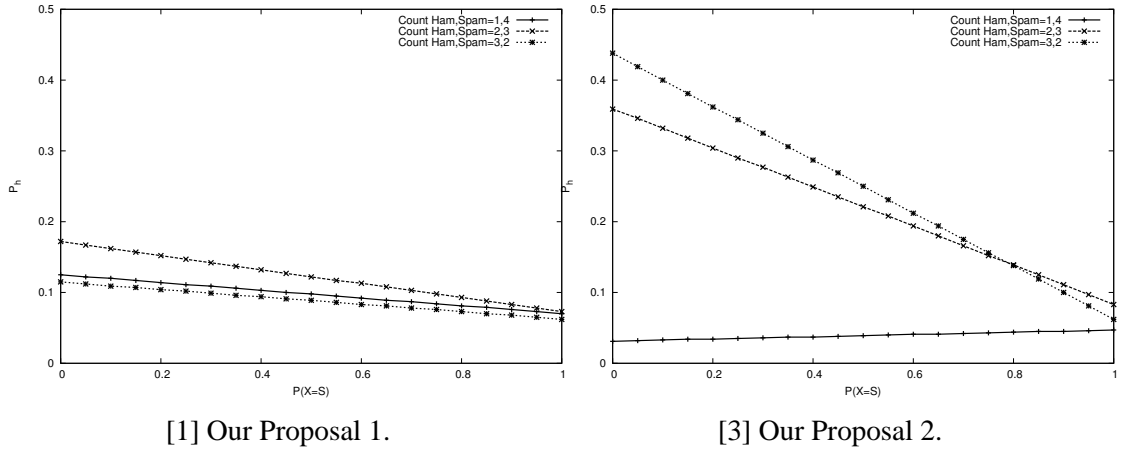 0.5
0.4
0.3
0.2
0.1
0
0 0.2 0.4 0.6 0.8 1
P_h
P(X=S)
Count Ham,Spam=1,4
Count Ham,Spam=2,3
Count Ham,Spam=3,2
[1] Our Proposal 1.
0.5
0.4
0.3
0.2
0.1
0
0 0.2 0.4 0.6 0.8 1
P_h
P(X=S)
Count Ham,Spam=1,4
Count Ham,Spam=2,3
Count Ham,Spam=3,2
[3] Our Proposal 2.